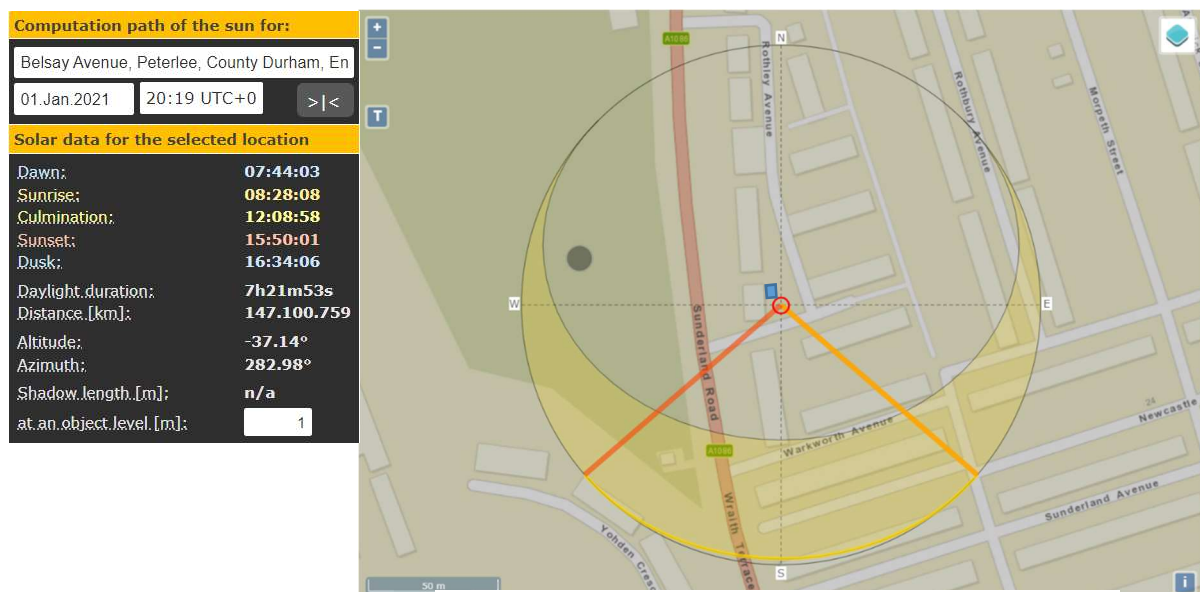 Computation path of the sun for:
Belsay Avenue, Peterlee, County Durham, En
01.Jan.2021 20:19 UTC+0 >|<
Solar data for the selected location
Dawn: 07:44:03
Sunrise: 08:28:08
Culmination: 12:08:58
Sunset: 15:50:01
Dusk: 16:34:06
Daylight duration: 7h21m53s
Distance [km]: 147.100.759
Altitude: -37.14°
Azimuth: 282.98°
Shadow length [m]: n/a
at an object level [m]: 1
+
−
T
A1086
N
Rothley Avenue
Rothbury Avenue
Morpeth Street
W
E
Sunderland Road
24
Newcastle
Warkworth Avenue
A1086
Sunderland Avenue
Wraith Terrace
Yohden Cresc
S
50 m
i